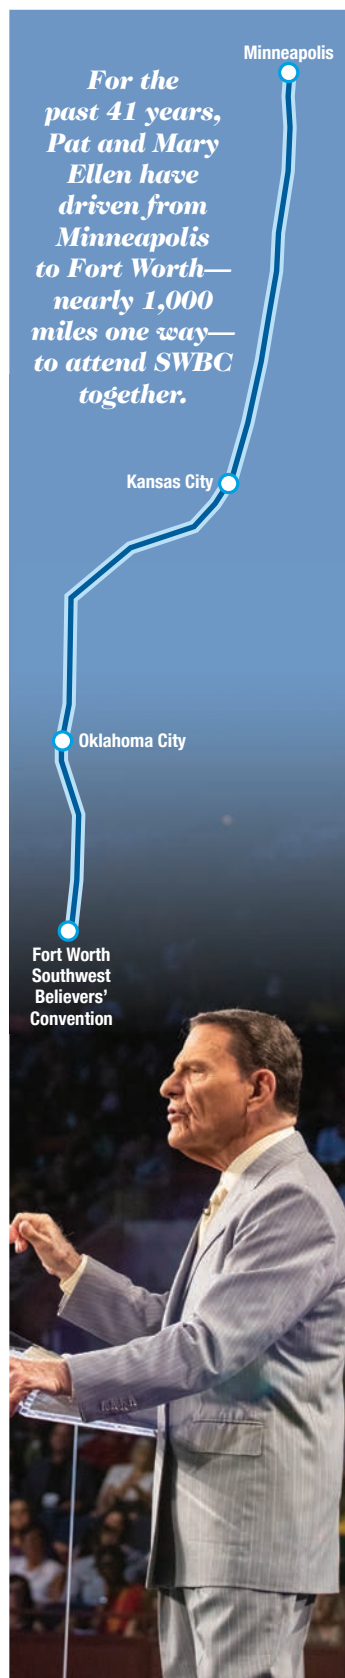 Minneapolis
For the
past 41 years,
Pat and Mary
Ellen have
driven from
Minneapolis
to Fort Worth—
nearly 1,000
miles one way—
to attend SWBC
together.
Kansas City
Oklahoma City
Fort Worth
Southwest
Believers’
Convention